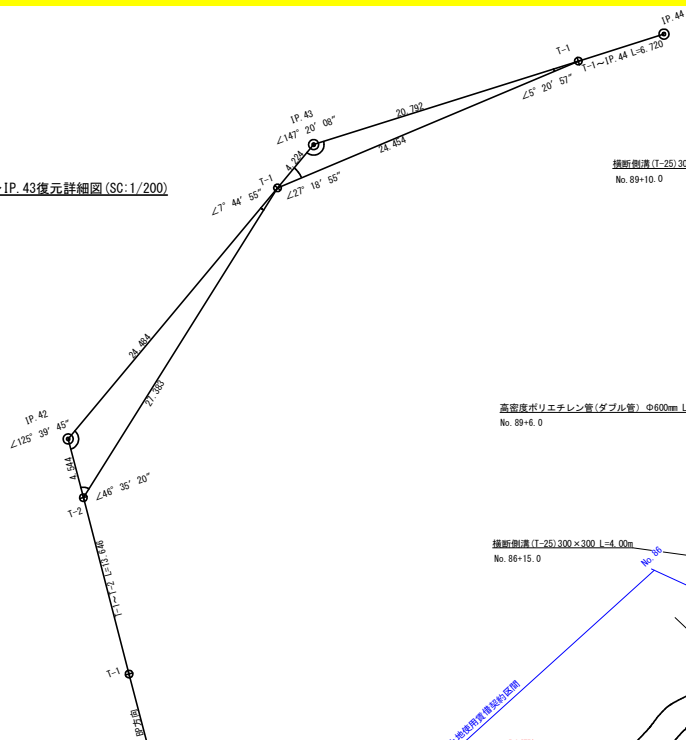 IP.44
T-1
T-1～IP.44 L=6.720
∠5° 20′ 57″
20.792
IP.43
∠147° 20′ 08″
24.454
4.224
横断側溝(T-25)30
No.89+10.0
T-1
IP.43復元詳細図(SC:1/200)
∠27° 18′ 55″
∠7° 44′ 55″
24.484
27.383
IP.42
∠125° 39′ 45″
高密度ポリエチレン管(ダブル管) Φ600mm L
No.89+6.0
4.544
∠46° 35′ 20″
T-2
横断側溝(T-25)300×300 L=4.00m
No.86+15.0
No.86
T-1～T-2 L=13.646
T-1
地使用賃借契約区間